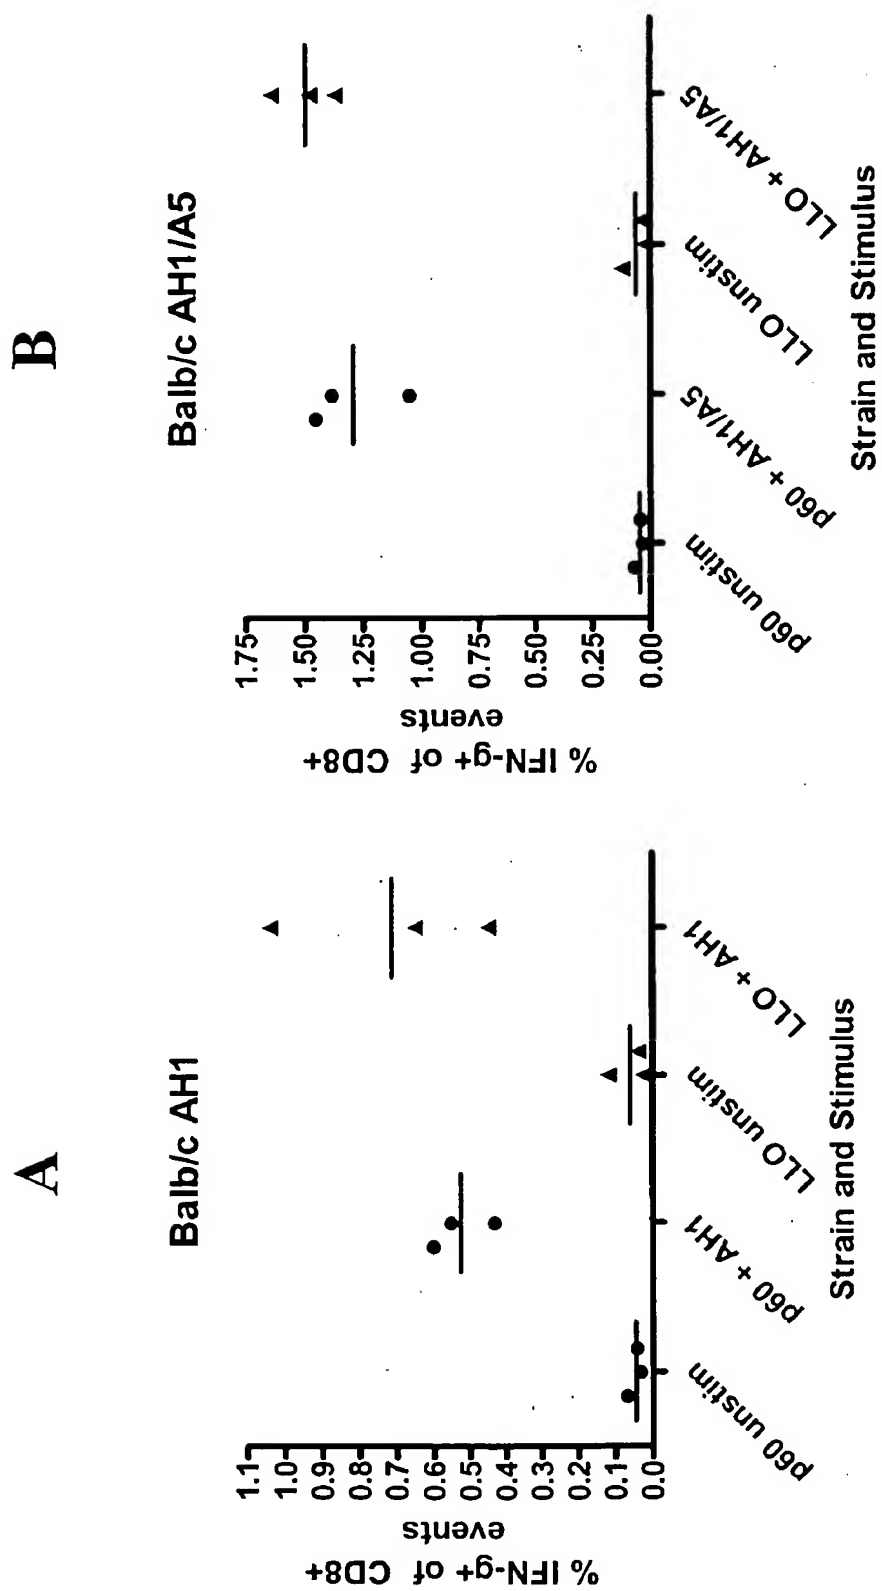 A
Balb/c AH1
% IFN-g+ of CD8+
events
1.1
1.0
0.9
0.8
0.7
0.6
0.5
0.4
0.3
0.2
0.1
0.0
p60 unstim
p60 + AH1
LLO unstim
LLO + AH1
Strain and Stimulus
B
Balb/c AH1/A5
% IFN-g+ of CD8+
events
1.75
1.50
1.25
1.00
0.75
0.50
0.25
0.00
p60 unstim
p60 + AH1/A5
LLO unstim
LLO + AH1/A5
Strain and Stimulus